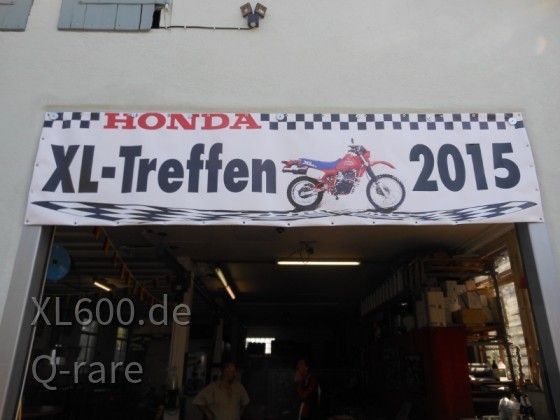 HONDA
XL-Treffen 2015
XL600.de
Q-rare